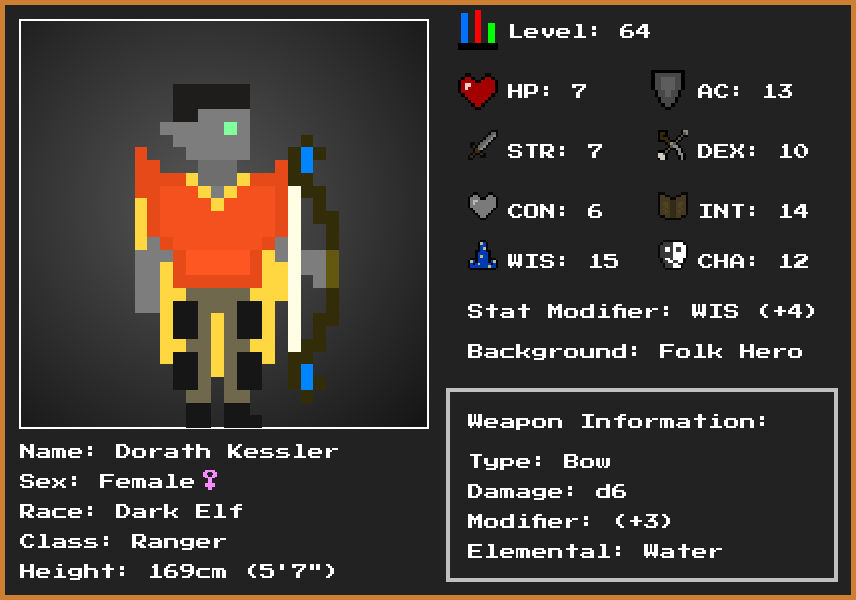 Level: 64
HP: 7 AC: 13
STR: 7 DEX: 10
CON: 6 INT: 14
WIS: 15 CHA: 12
Stat Modifier: WIS (+4)
Background: Folk Hero
Weapon Information:
Type: Bow
Damage: d6
Modifier: (+3)
Elemental: Water
Name: Dorath Kessler
Sex: Female♀
Race: Dark Elf
Class: Ranger
Height: 169cm (5'7")